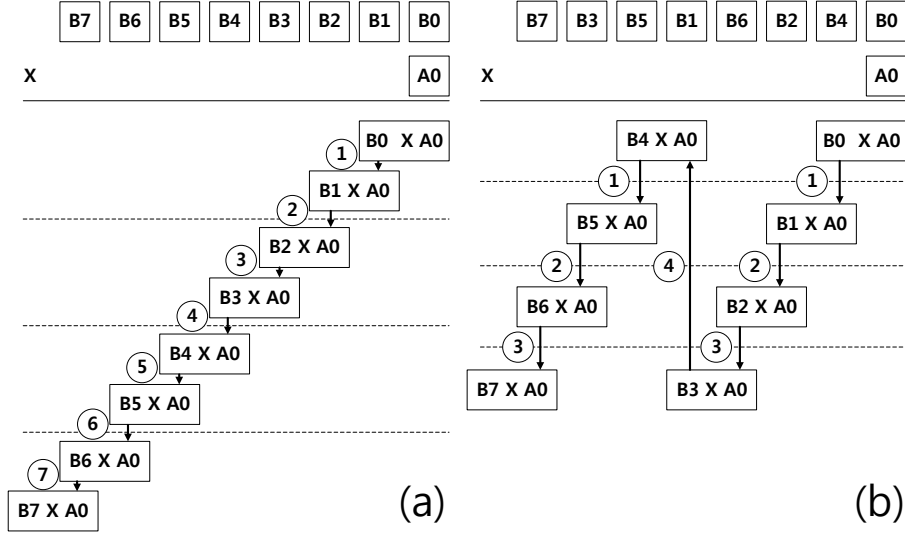 B7 B6 B5 B4 B3 B2 B1 B0
X A0
B0 X A0
1
B1 X A0
2
B2 X A0
3
B3 X A0
4
B4 X A0
5
B5 X A0
6
B6 X A0
7
B7 X A0
(a)
B7 B3 B5 B1 B6 B2 B4 B0
X A0
B4 X A0 B0 X A0
1 1
B5 X A0 B1 X A0
2 4 2
B6 X A0 B2 X A0
3 3
B7 X A0 B3 X A0
(b)